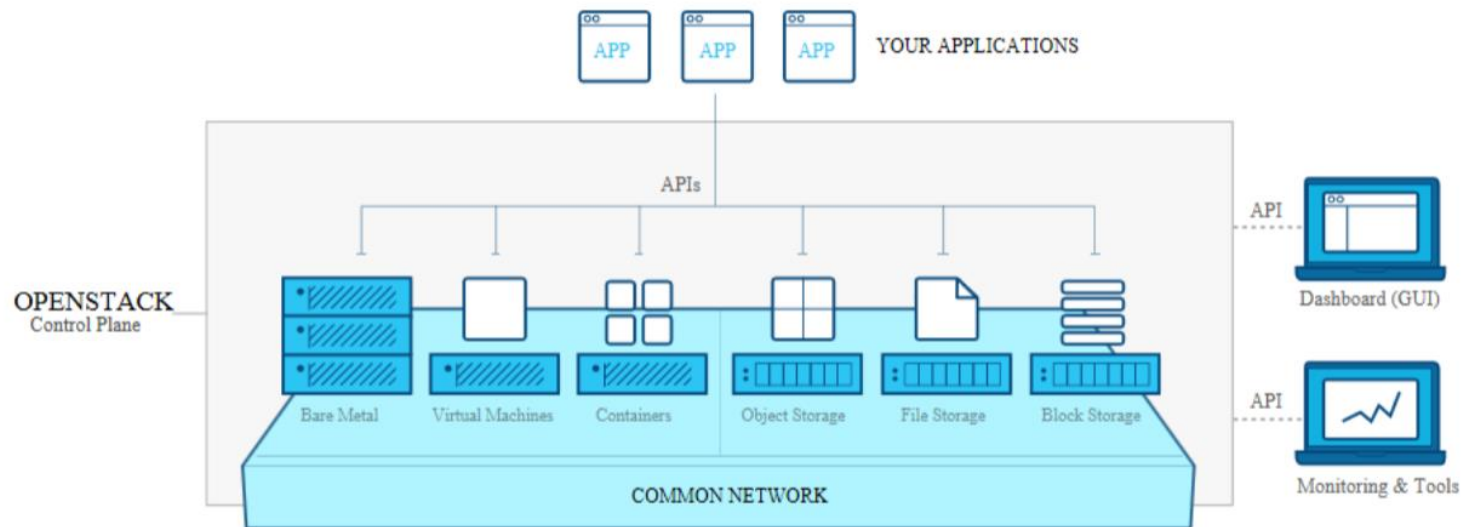 APP APP APP YOUR APPLICATIONS
APIs
API
OPENSTACK
Control Plane
Dashboard (GUI)
Bare Metal Virtual Machines Containers Object Storage File Storage Block Storage
API
COMMON NETWORK
Monitoring & Tools